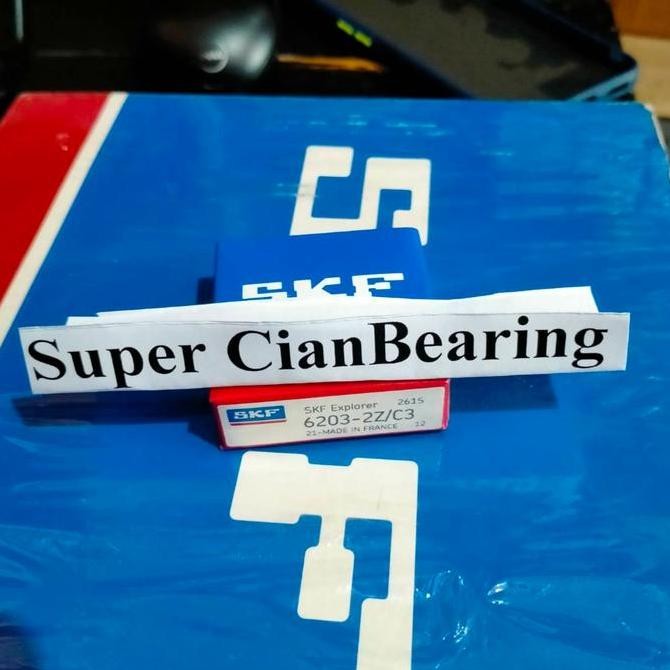 SKF
Super CianBearing
SKF
SKF Explorer 2615
6203-2Z/C3
21-MADE IN FRANCE 12